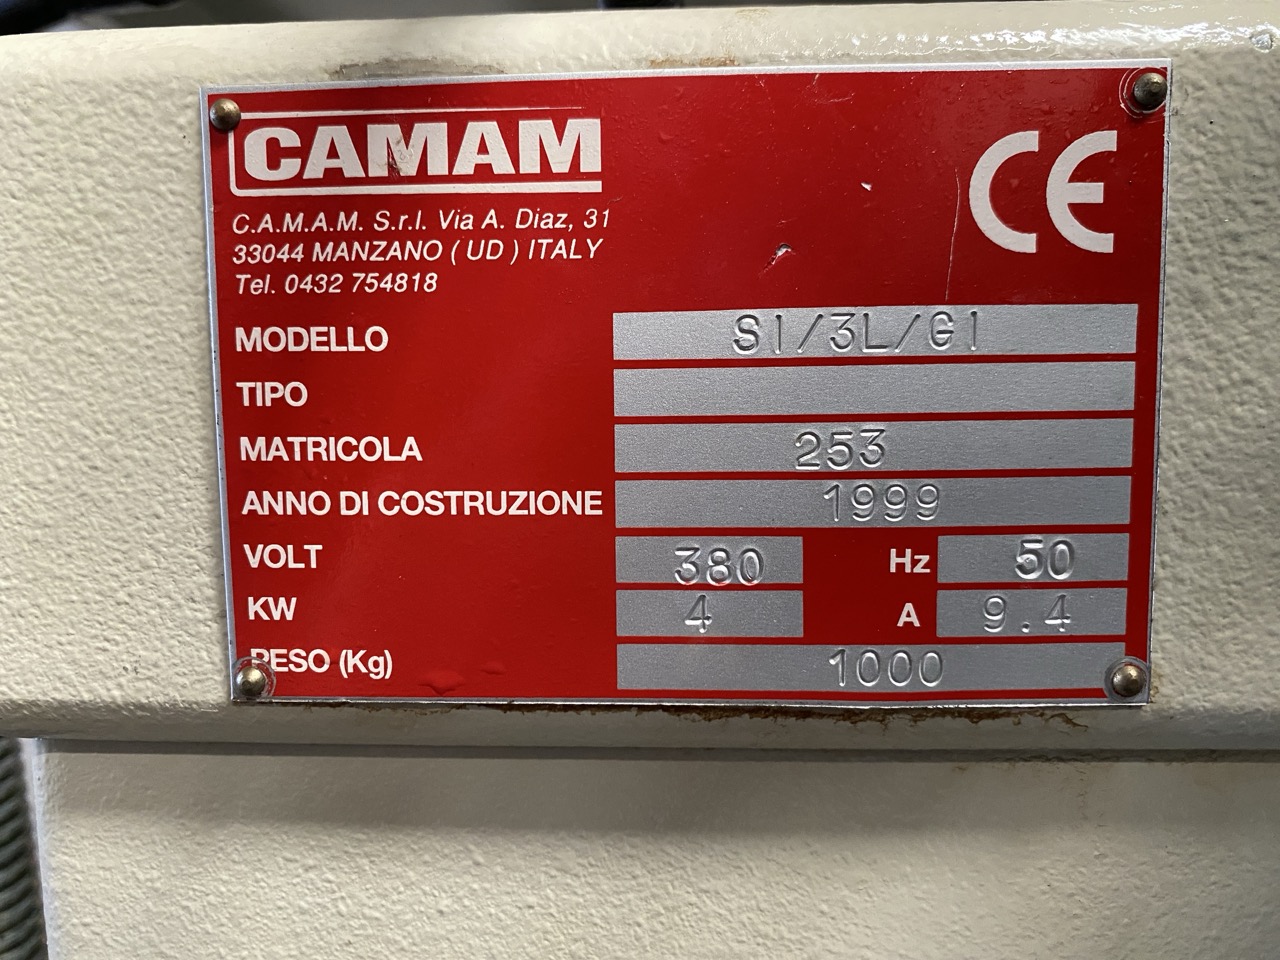 CAMAM
CE
C.A.M.A.M. S.r.l. Via A. Diaz, 31
33044 MANZANO ( UD ) ITALY
Tel. 0432 754818
MODELLO SI/3L/GI
TIPO
MATRICOLA 253
ANNO DI COSTRUZIONE 1999
VOLT 380 Hz 50
KW 4 A 9.4
PESO (Kg) 1000